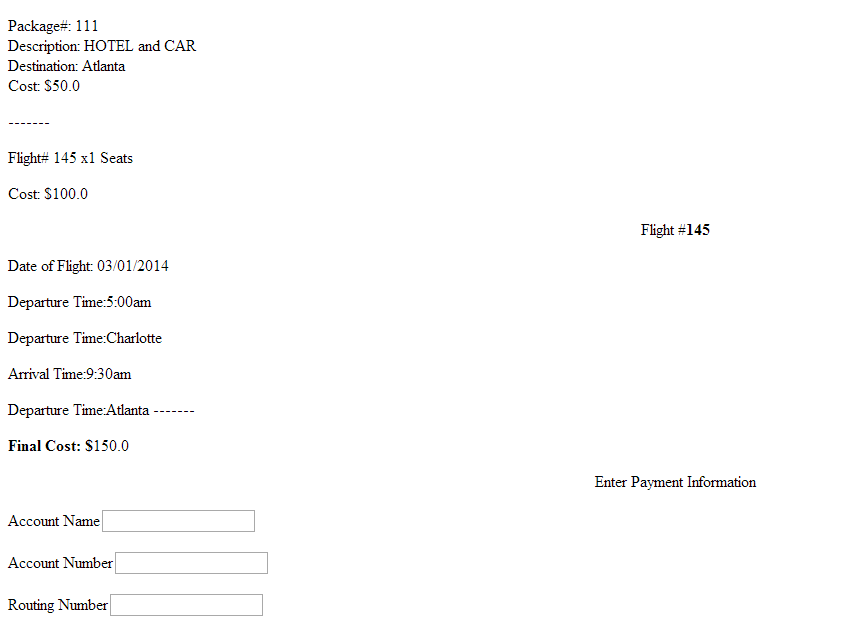 Package#: 111
Description: HOTEL and CAR
Destination: Atlanta
Cost: $50.0
-------
Flight# 145 x1 Seats
Cost: $100.0
Flight #145
Date of Flight: 03/01/2014
Departure Time:5:00am
Departure Time:Charlotte
Arrival Time:9:30am
Departure Time:Atlanta -------
Final Cost: $150.0
Enter Payment Information
Account Name
Account Number
Routing Number